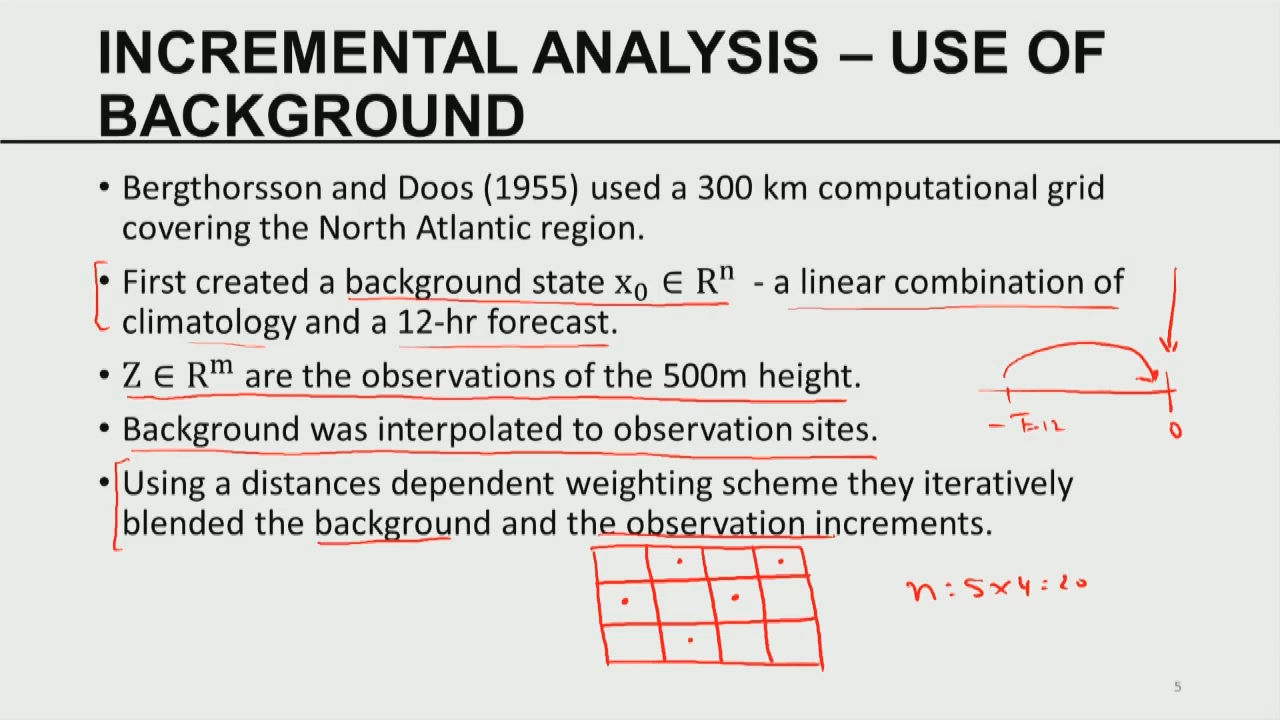 INCREMENTAL ANALYSIS – USE OF
BACKGROUND
• Bergthorsson and Doos (1955) used a 300 km computational grid
covering the North Atlantic region.
• First created a background state x₀ ∈ Rⁿ - a linear combination of
climatology and a 12-hr forecast.
• Z ∈ Rᵐ are the observations of the 500m height.
• Background was interpolated to observation sites.
• Using a distances dependent weighting scheme they iteratively
blended the background and the observation increments.
0
n = 5 x 4 = 20
5